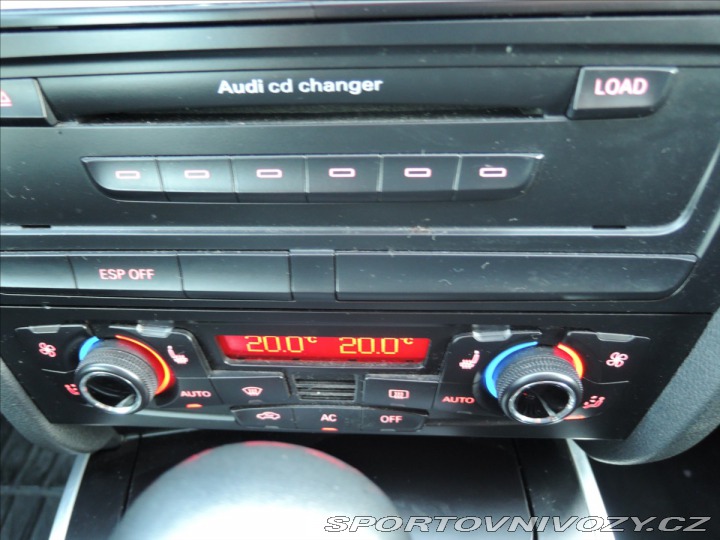 Audi cd changer
LOAD
ESP OFF
20.0°C 20.0°C
AUTO
AUTO
AC
OFF
SPORTOVNIVOZY.CZ